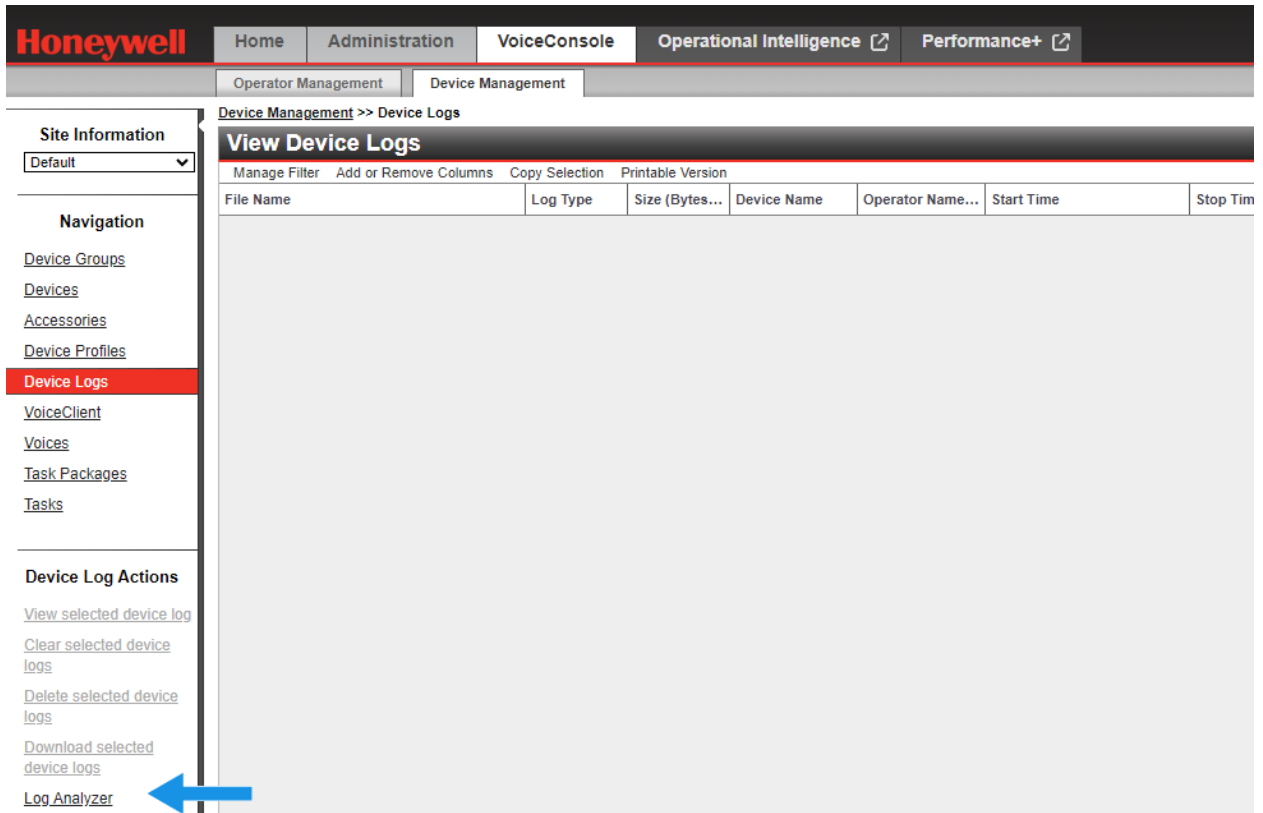 Honeywell
Home Administration VoiceConsole Operational Intelligence Performance+
Operator Management Device Management
Device Management >> Device Logs
Site Information
Default
View Device Logs
Manage Filter Add or Remove Columns Copy Selection Printable Version
File Name Log Type Size (Bytes... Device Name Operator Name... Start Time Stop Tim
Navigation
Device Groups
Devices
Accessories
Device Profiles
Device Logs
VoiceClient
Voices
Task Packages
Tasks
Device Log Actions
View selected device log
Clear selected device
logs
Delete selected device
logs
Download selected
device logs
Log Analyzer